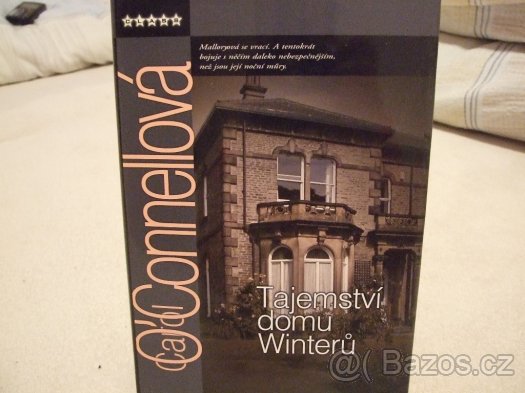 Malloryová se vrací. A tentokrát
bojuje s něčím daleko nebezpečnějším,
než jsou její noční můry.
Carol
O'Connellová
Tajemství
domu
Winterů
@( Bazos.cz